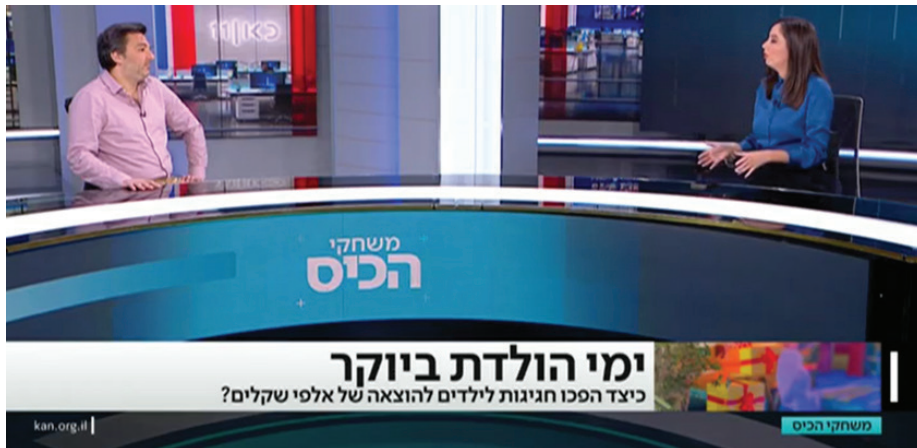 כאן 11
משחקי
הכיס
ימי הולדת ביוקר
כיצד הפכו חגיגות לילדים להוצאה של אלפי שקלים?
משחקי הכיס
kan.org.il